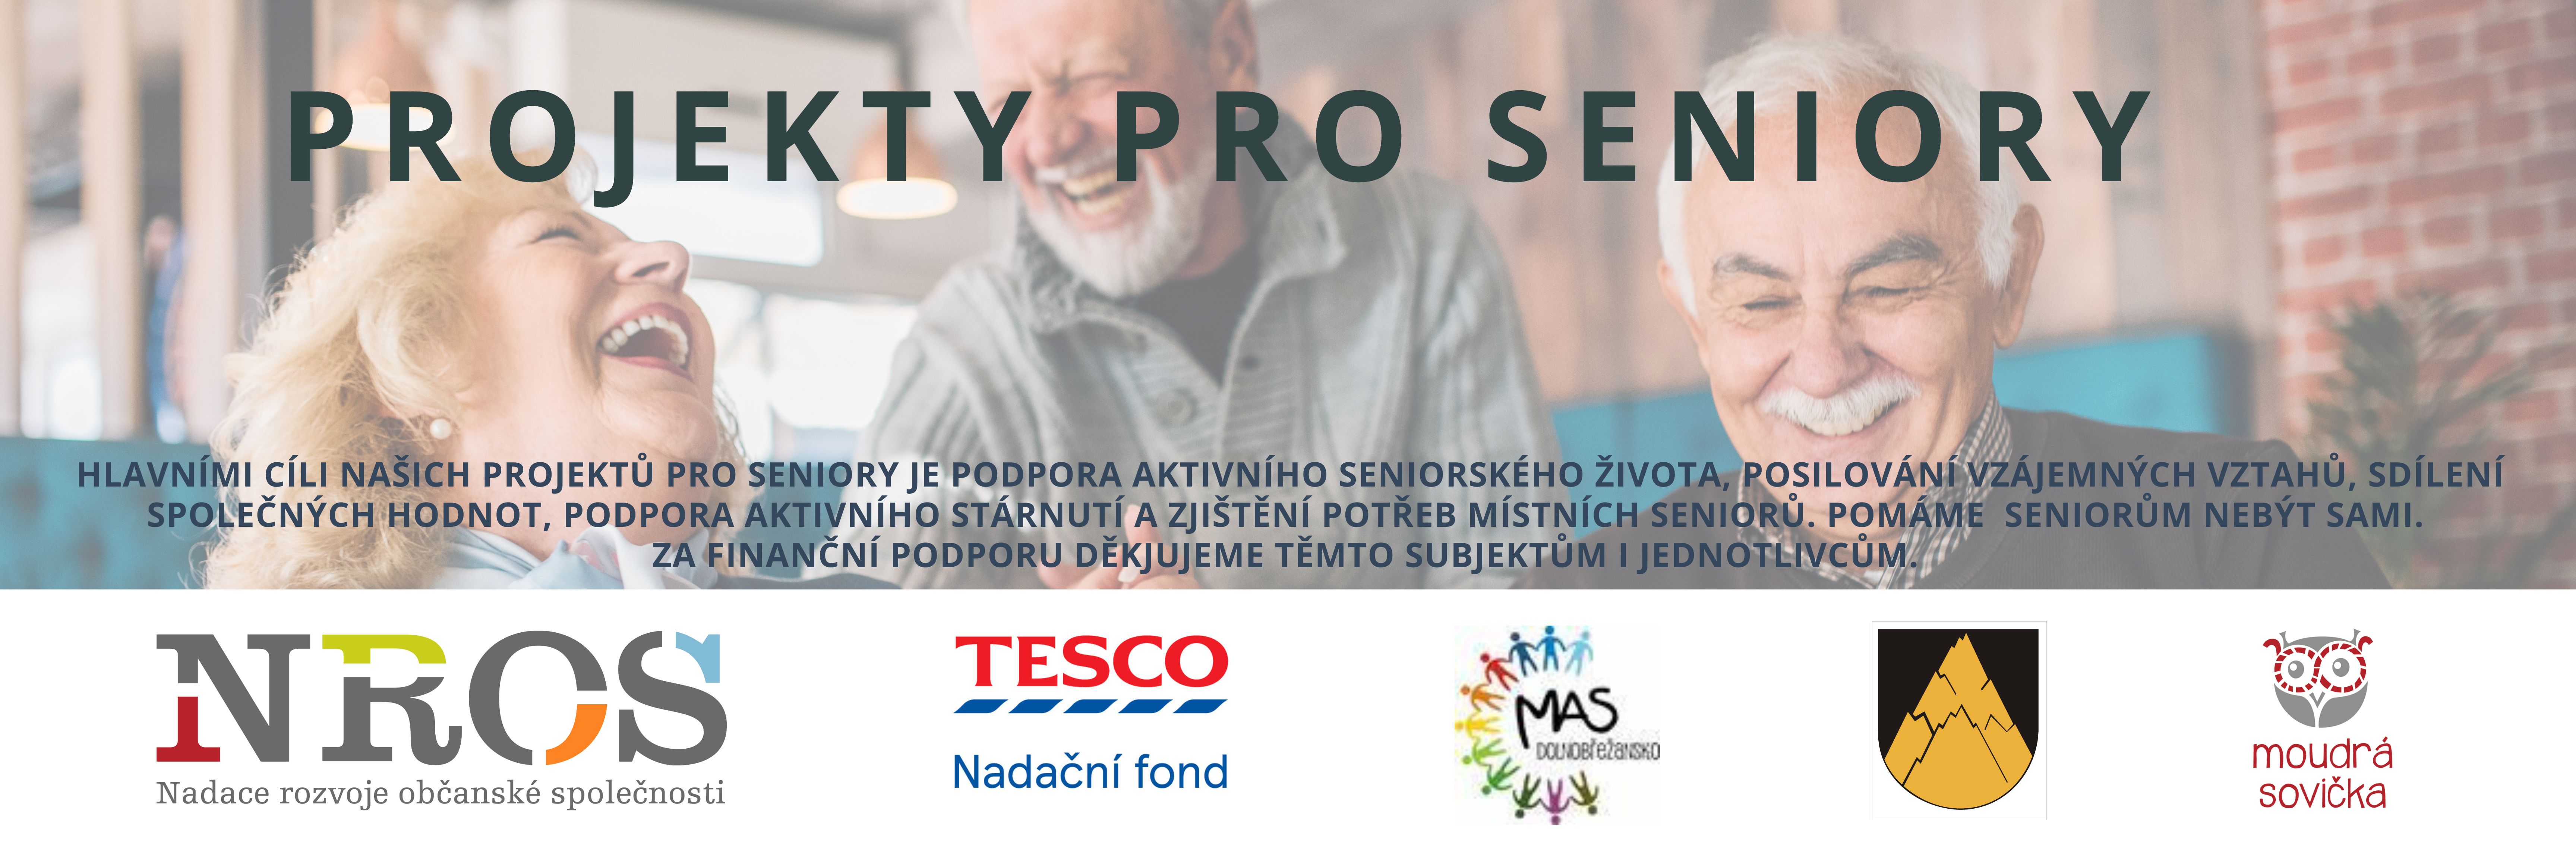 PROJEKTY PRO SENIORY
HLAVNÍMI CÍLI NAŠICH PROJEKTŮ PRO SENIORY JE PODPORA AKTIVNÍHO SENIORSKÉHO ŽIVOTA, POSILOVÁNÍ VZÁJEMNÝCH VZTAHŮ, SDÍLENÍ
SPOLEČNÝCH HODNOT, PODPORA AKTIVNÍHO STÁRNUTÍ A ZJIŠTĚNÍ POTŘEB MÍSTNÍCH SENIORŮ. POMÁME SENIORŮM NEBÝT SAMI.
ZA FINANČNÍ PODPORU DĚKJUJEME TĚMTO SUBJEKTŮM I JEDNOTLIVCŮM.
NROS
Nadace rozvoje občanské společnosti
TESCO
Nadační fond
MAS
DOLNOBŘEŽANSKO
moudrá
sovička